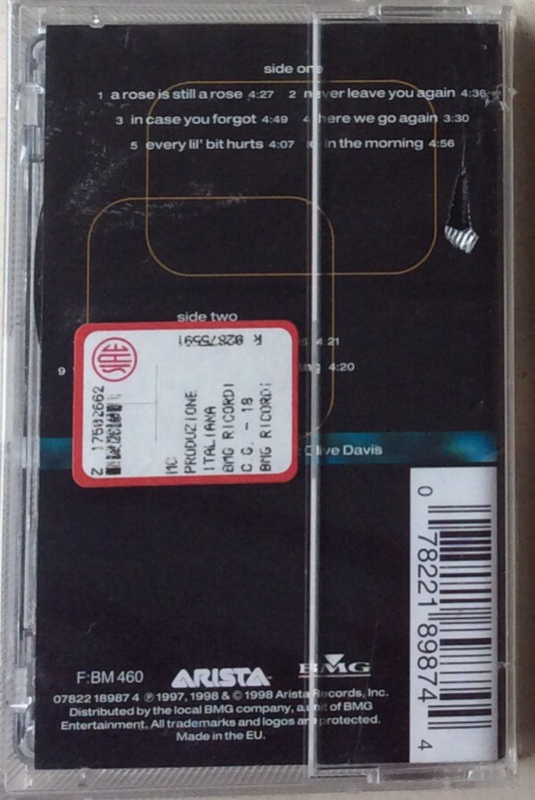 side one
1 a rose is still a rose 4:27 2 never leave you again 4:36
3 in case you forgot 4:49 4 here we go again 3:30
5 every lil' bit hurts 4:07 6 in the morning 4:56
side two
4:21
9 4:20
Clive Davis
R 02875591
SIAE
Z 17502662
MC
PRODUZIONE
ITALIANA
BMG RICORDI
C C. - 18
BMG RICORDI
0 78221 89874 4
F:BM 460 ARISTA BMG
07822 18987 4 ℗ 1997, 1998 & © 1998 Arista Records, Inc.
Distributed by the local BMG company, a unit of BMG
Entertainment. All trademarks and logos are protected.
Made in the EU.